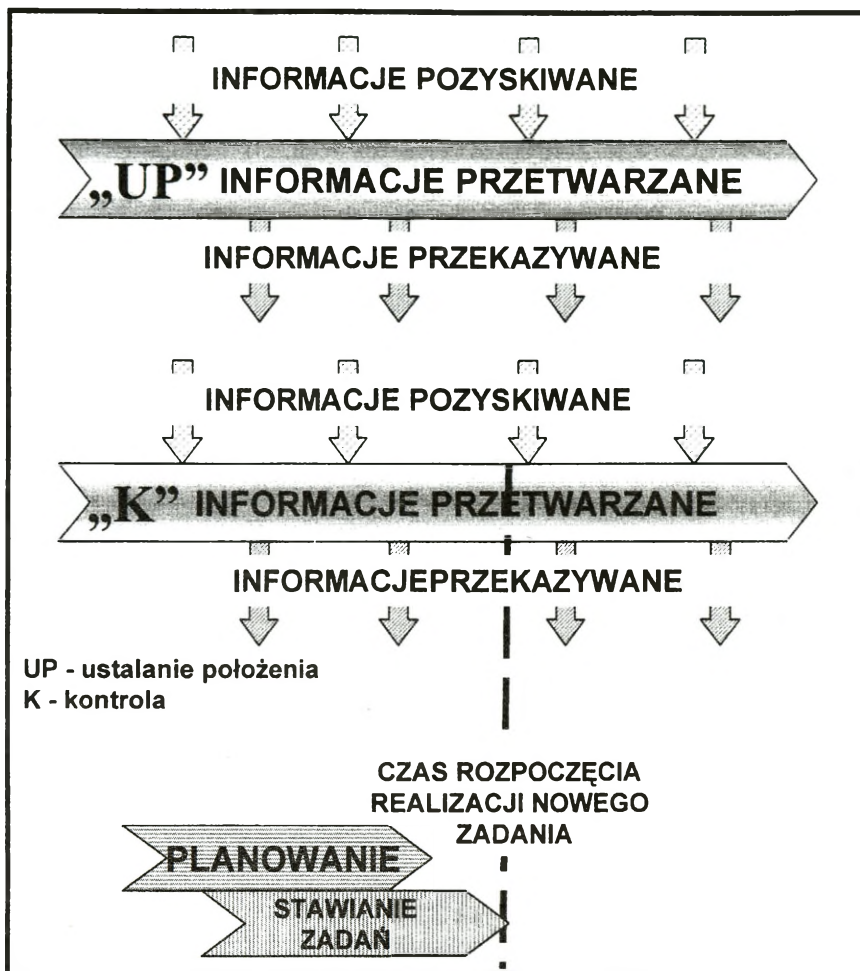 INFORMACJE POZYSKIWANE
„UP” INFORMACJE PRZETWARZANE
INFORMACJE PRZEKAZYWANE
INFORMACJE POZYSKIWANE
„K” INFORMACJE PRZETWARZANE
INFORMACJEPRZEKAZYWANE
UP - ustalanie położenia
K - kontrola
CZAS ROZPOCZĘCIA
REALIZACJI NOWEGO
ZADANIA
PLANOWANIE
STAWIANIE
ZADAŃ